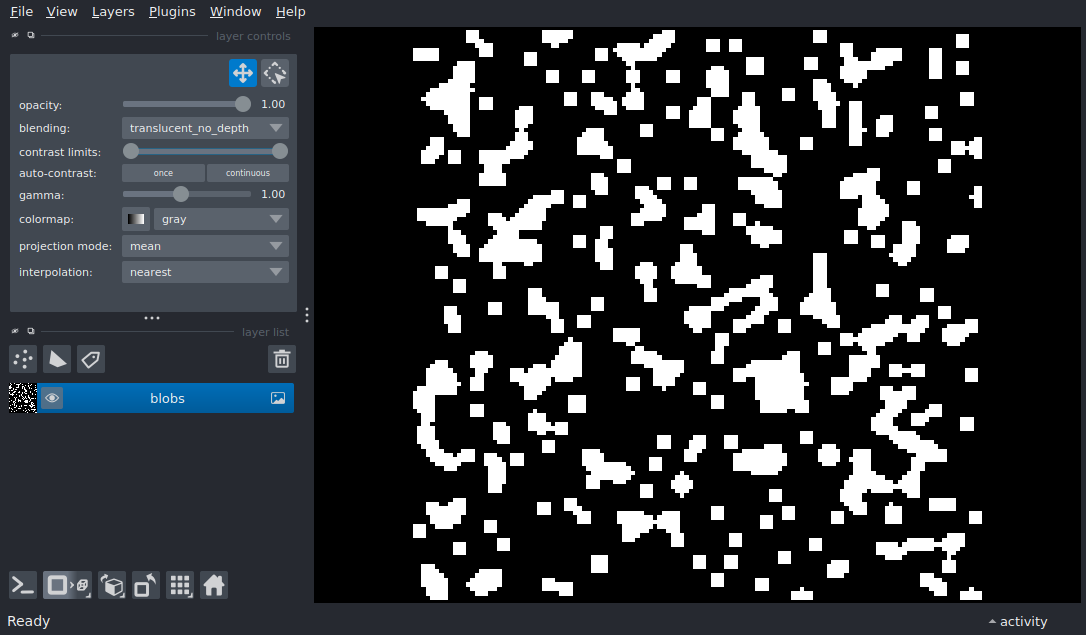 File View Layers Plugins Window Help
layer controls
opacity: 1.00
blending: translucent_no_depth
contrast limits:
auto-contrast: once continuous
gamma: 1.00
colormap: gray
projection mode: mean
interpolation: nearest
layer list
blobs
Ready activity